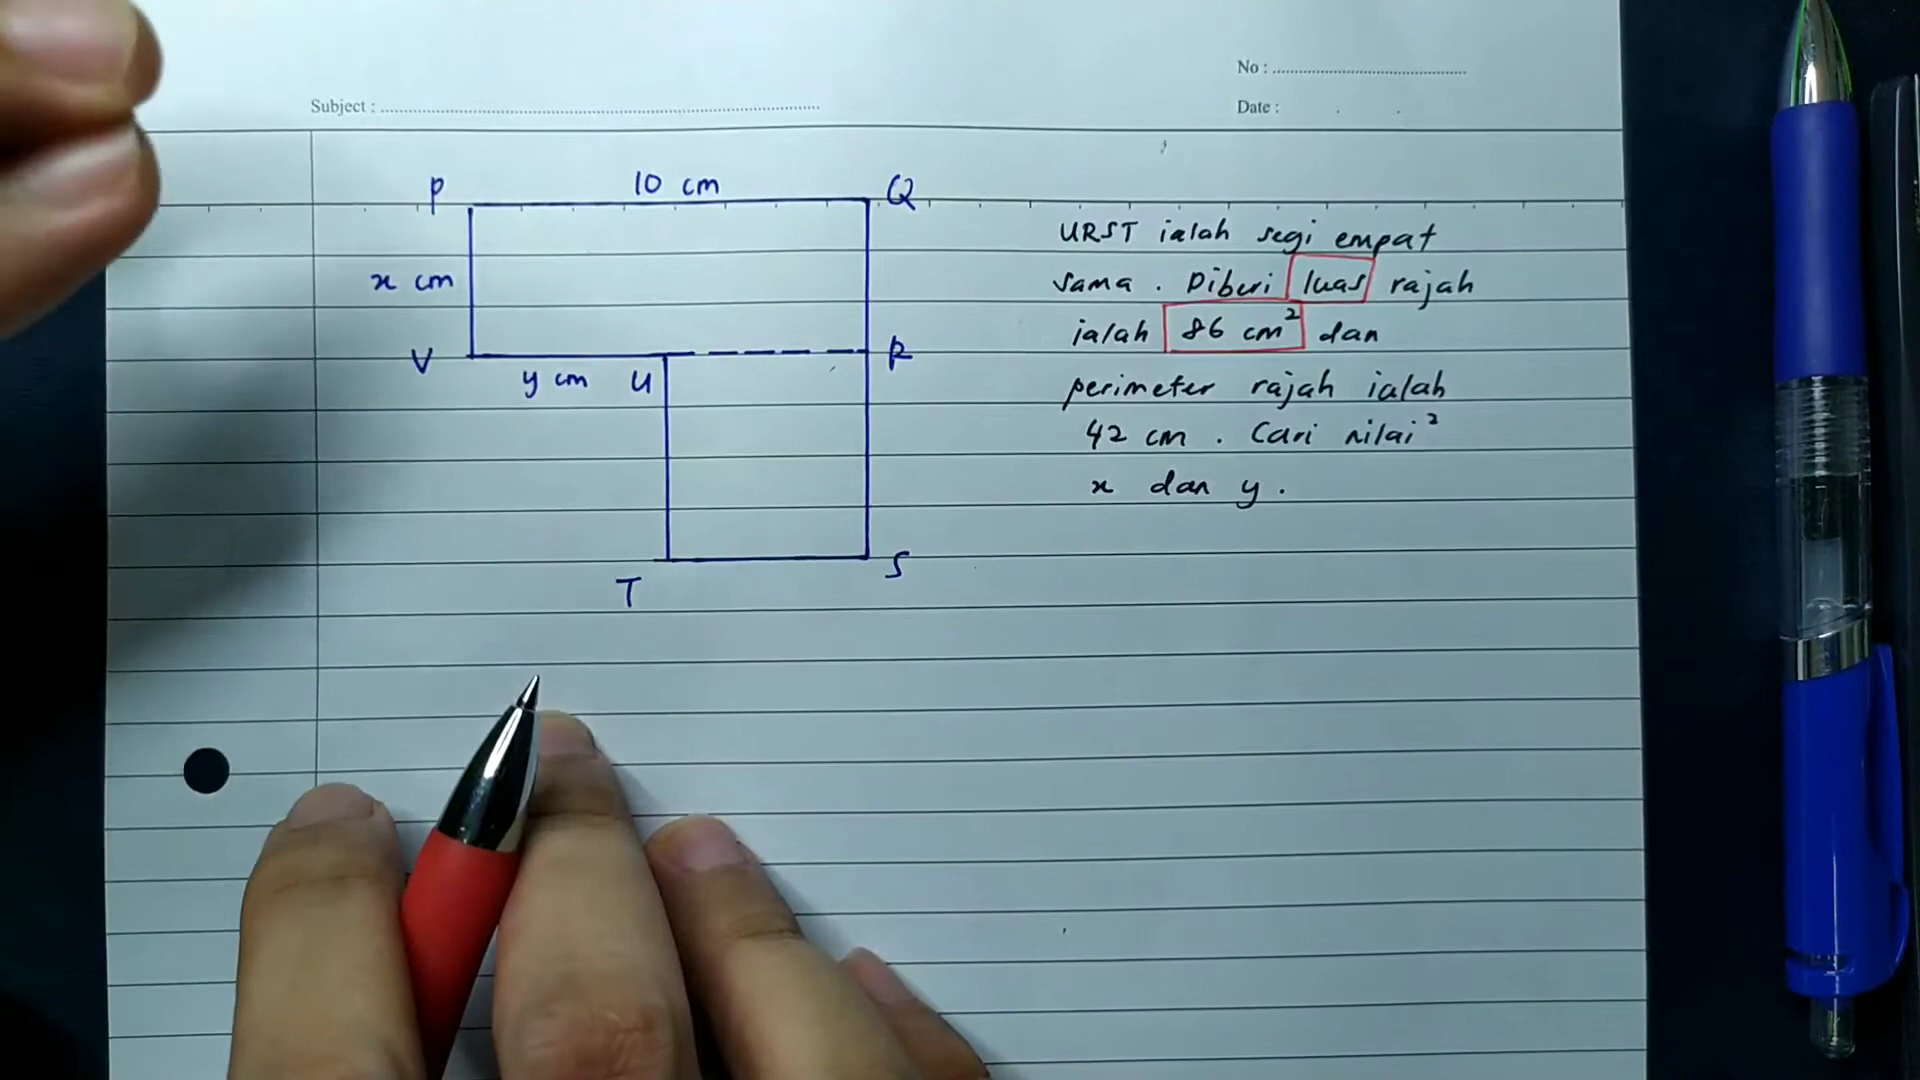 No :
Subject :
Date :
P 10 cm Q
x cm
V y cm U R
T S
URST ialah segi empat
sama. Diberi luas rajah
ialah 86 cm² dan
perimeter rajah ialah
42 cm. Cari nilai²
x dan y.